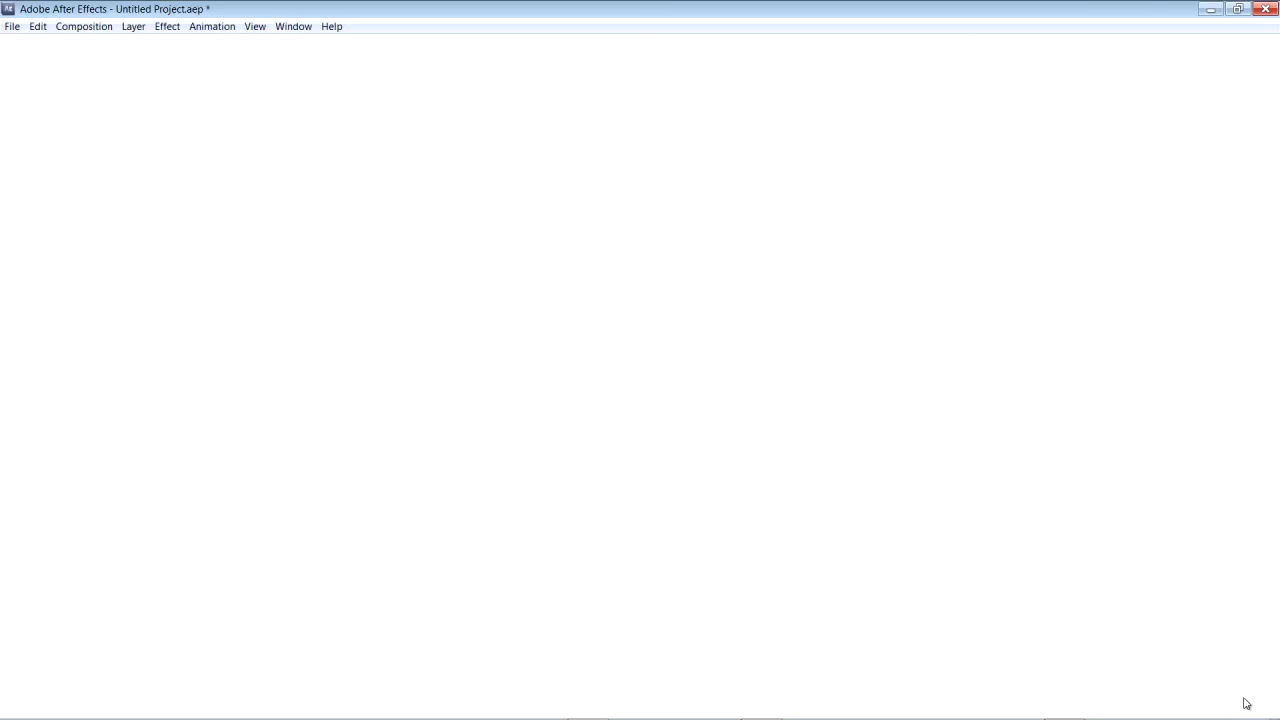 Adobe After Effects - Untitled Project.aep *
File Edit Composition Layer Effect Animation View Window Help